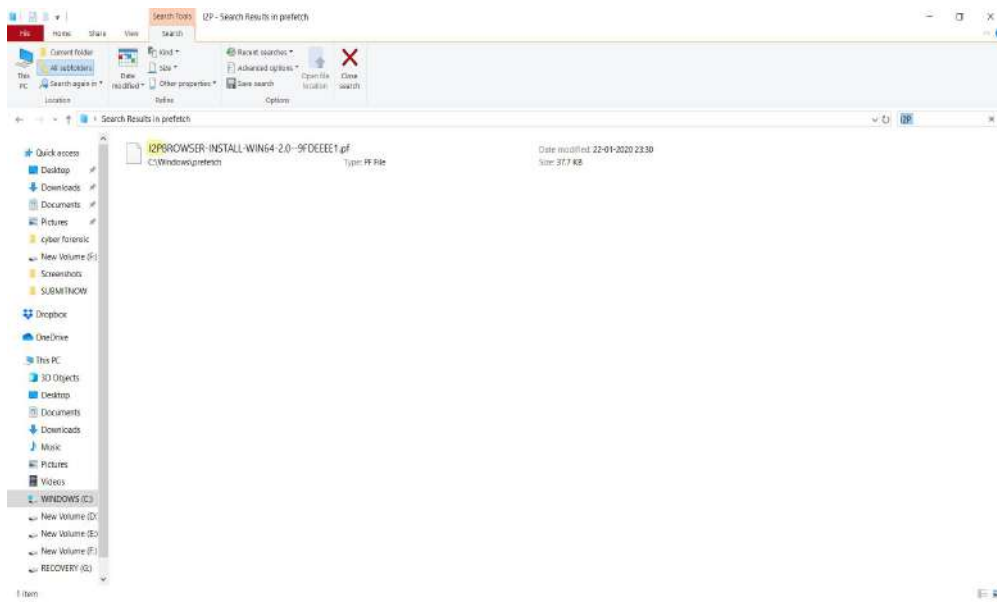 Search Tools I2P - Search Results in prefetch
File Home Share View Search
This PC
Current folder
All subfolders
Search again in
Location
Date modified
Kind
Size
Other properties
Refine
Recent searches
Advanced options
Save search
Open file location
Close search
Options
Search Results in prefetch
I2P
Quick access
Desktop
Downloads
Documents
Pictures
cyber forensic
New Volume (F:)
Screenshots
SUBMITNOW
Dropbox
OneDrive
This PC
3D Objects
Desktop
Documents
Downloads
Music
Pictures
Videos
WINDOWS (C:)
New Volume (D:)
New Volume (E:)
New Volume (F:)
RECOVERY (G:)
I2PBROWSER-INSTALL-WIN64-2.0--9FDEEEE1.pf
C:\Windows\prefetch
Type: PF File
Date modified: 22-01-2020 23:30
Size: 37.7 KB
1 item